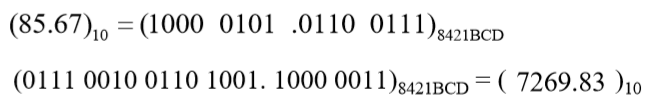 (85.67)₁₀ = (1000 0101 .0110 0111)₈₄₂₁BCD
(0111 0010 0110 1001. 1000 0011)₈₄₂₁BCD = ( 7269.83 )₁₀